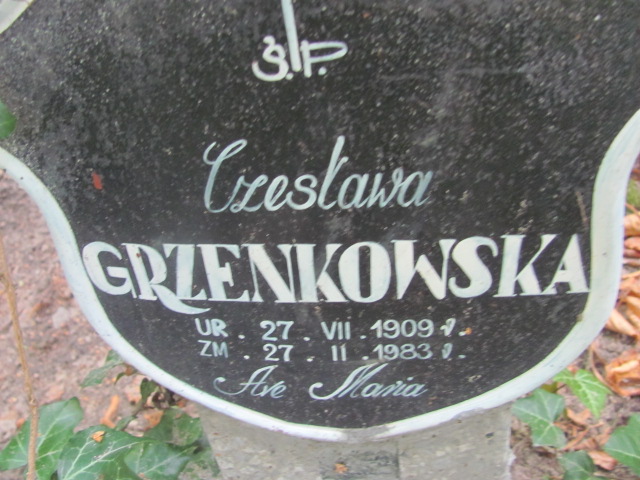 Ś.P.
Czesława
GRZENKOWSKA
UR. 27. VII. 1909 r.
ZM. 27. II. 1983 r.
Ave Maria